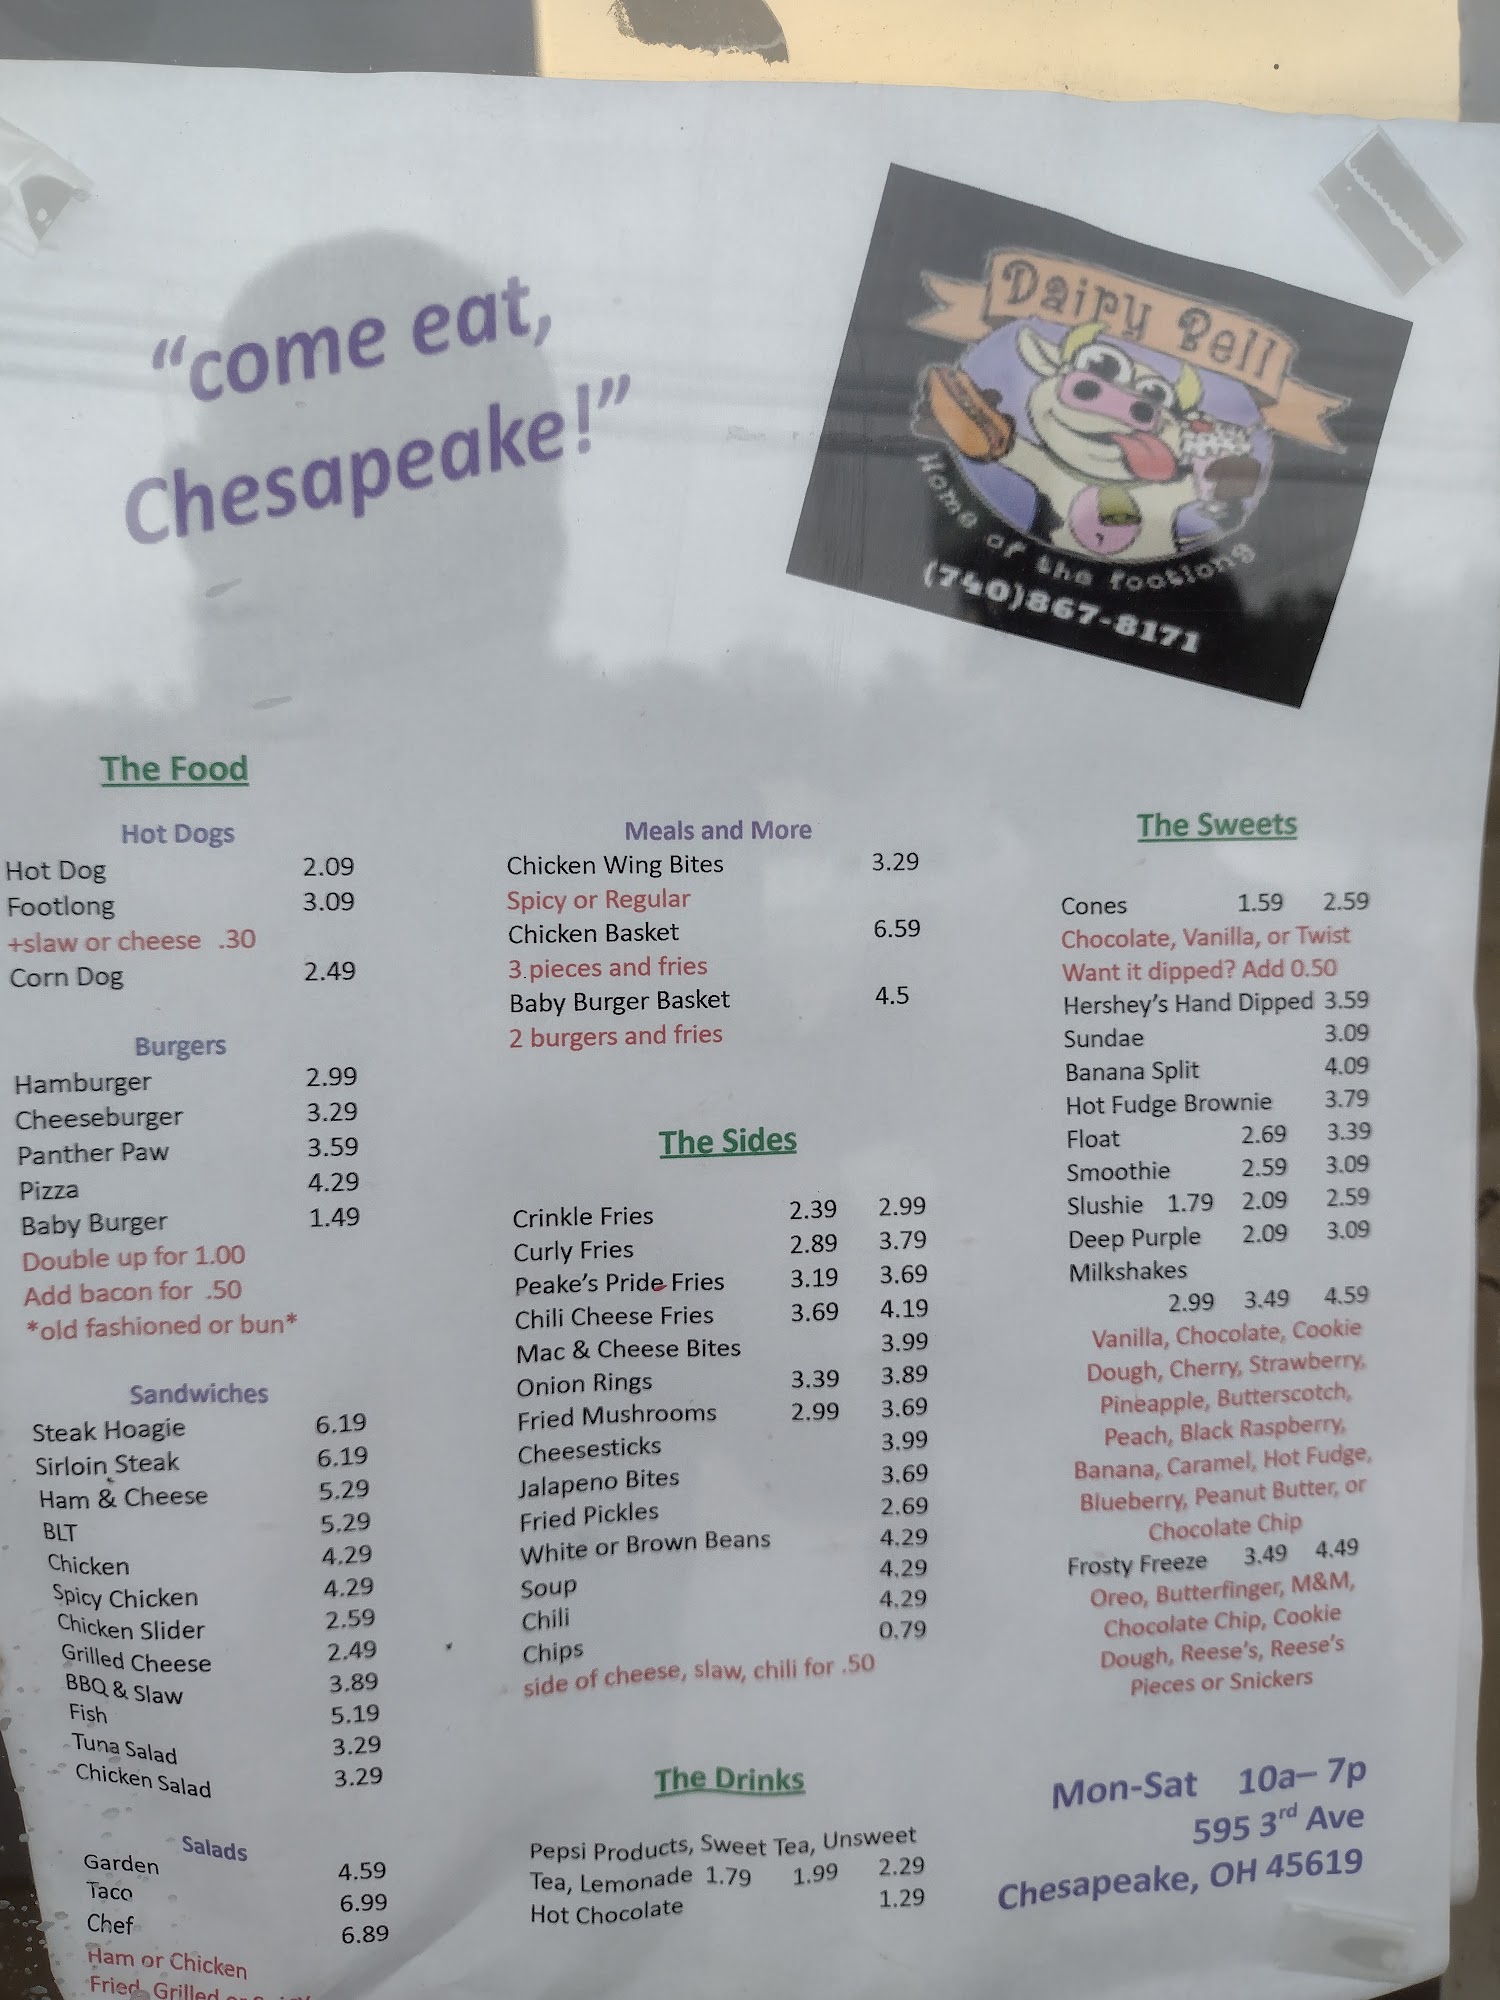 "come eat,
Chesapeake!"
Dairy Bell
Home of the footlong
(740)867-8171
The Food
Hot Dogs
Hot Dog 2.09
Footlong 3.09
+slaw or cheese .30
Corn Dog 2.49
Burgers
Hamburger 2.99
Cheeseburger 3.29
Panther Paw 3.59
Pizza 4.29
Baby Burger 1.49
Double up for 1.00
Add bacon for .50
*old fashioned or bun*
Sandwiches
Steak Hoagie 6.19
Sirloin Steak 6.19
Ham & Cheese 5.29
BLT 5.29
Chicken 4.29
Spicy Chicken 4.29
Chicken Slider 2.59
Grilled Cheese 2.49
BBQ & Slaw 3.89
Fish 5.19
Tuna Salad 3.29
Chicken Salad 3.29
Salads
Garden 4.59
Taco 6.99
Chef 6.89
Ham or Chicken
Fried, Grilled or
Meals and More
Chicken Wing Bites 3.29
Spicy or Regular
Chicken Basket 6.59
3 pieces and fries
Baby Burger Basket 4.5
2 burgers and fries
The Sides
Crinkle Fries 2.39 2.99
Curly Fries 2.89 3.79
Peake's Pride Fries 3.19 3.69
Chili Cheese Fries 3.69 4.19
Mac & Cheese Bites 3.99
Onion Rings 3.39 3.89
Fried Mushrooms 2.99 3.69
Cheesesticks 3.99
Jalapeno Bites 3.69
Fried Pickles 2.69
White or Brown Beans 4.29
Soup 4.29
Chili 4.29
Chips 0.79
side of cheese, slaw, chili for .50
The Drinks
Pepsi Products, Sweet Tea, Unsweet
Tea, Lemonade 1.79 1.99 2.29
Hot Chocolate 1.29
The Sweets
Cones 1.59 2.59
Chocolate, Vanilla, or Twist
Want it dipped? Add 0.50
Hershey's Hand Dipped 3.59
Sundae 3.09
Banana Split 4.09
Hot Fudge Brownie 3.79
Float 2.69 3.39
Smoothie 2.59 3.09
Slushie 1.79 2.09 2.59
Deep Purple 2.09 3.09
Milkshakes
2.99 3.49 4.59
Vanilla, Chocolate, Cookie
Dough, Cherry, Strawberry,
Pineapple, Butterscotch,
Peach, Black Raspberry,
Banana, Caramel, Hot Fudge,
Blueberry, Peanut Butter, or
Chocolate Chip
Frosty Freeze 3.49 4.49
Oreo, Butterfinger, M&M,
Chocolate Chip, Cookie
Dough, Reese's, Reese's
Pieces or Snickers
Mon-Sat 10a– 7p
595 3rd Ave
Chesapeake, OH 45619